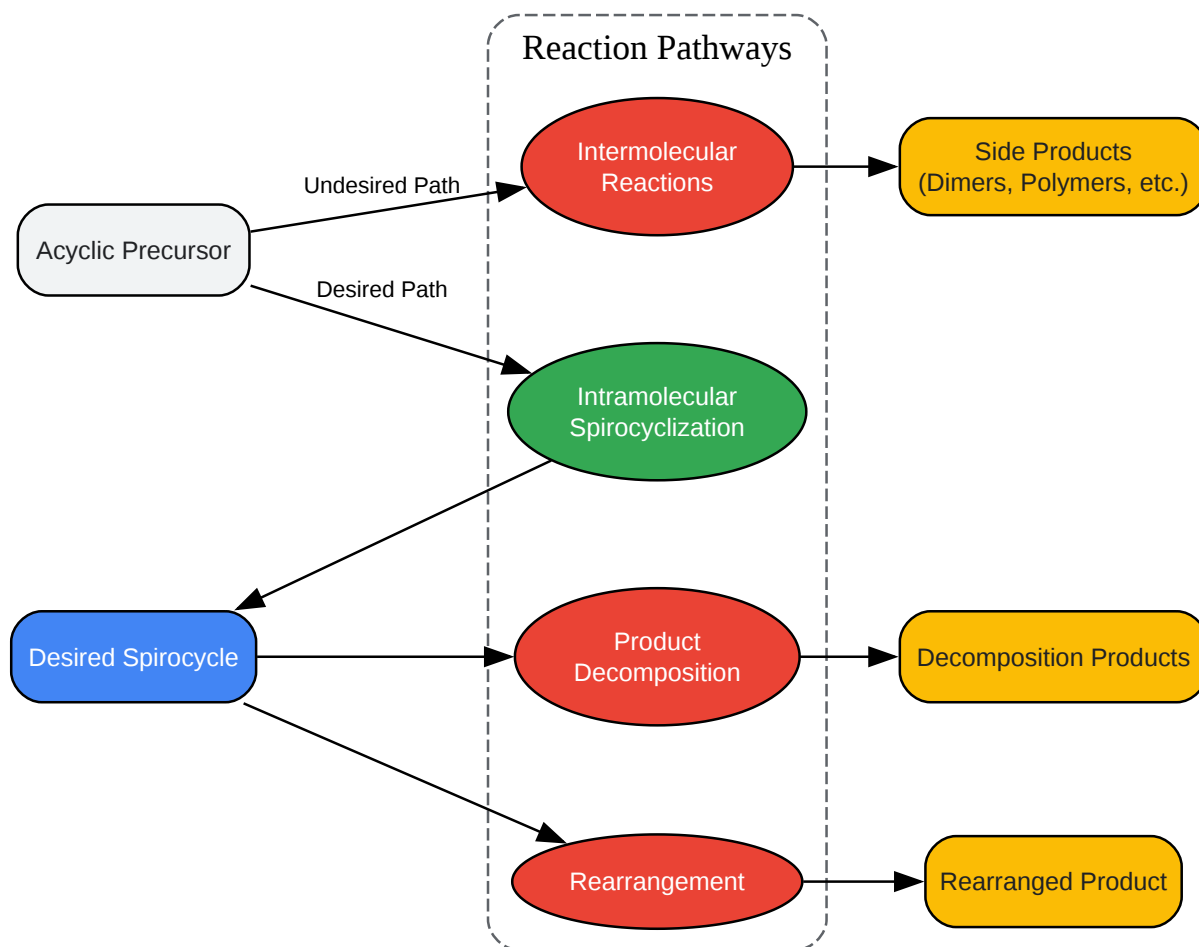 Reaction Pathways
Intermolecular
Reactions
Side Products
(Dimers, Polymers, etc.)
Undesired Path
Acyclic Precursor
Desired Path
Intramolecular
Spirocyclization
Desired Spirocycle
Product
Decomposition
Decomposition Products
Rearrangement
Rearranged Product